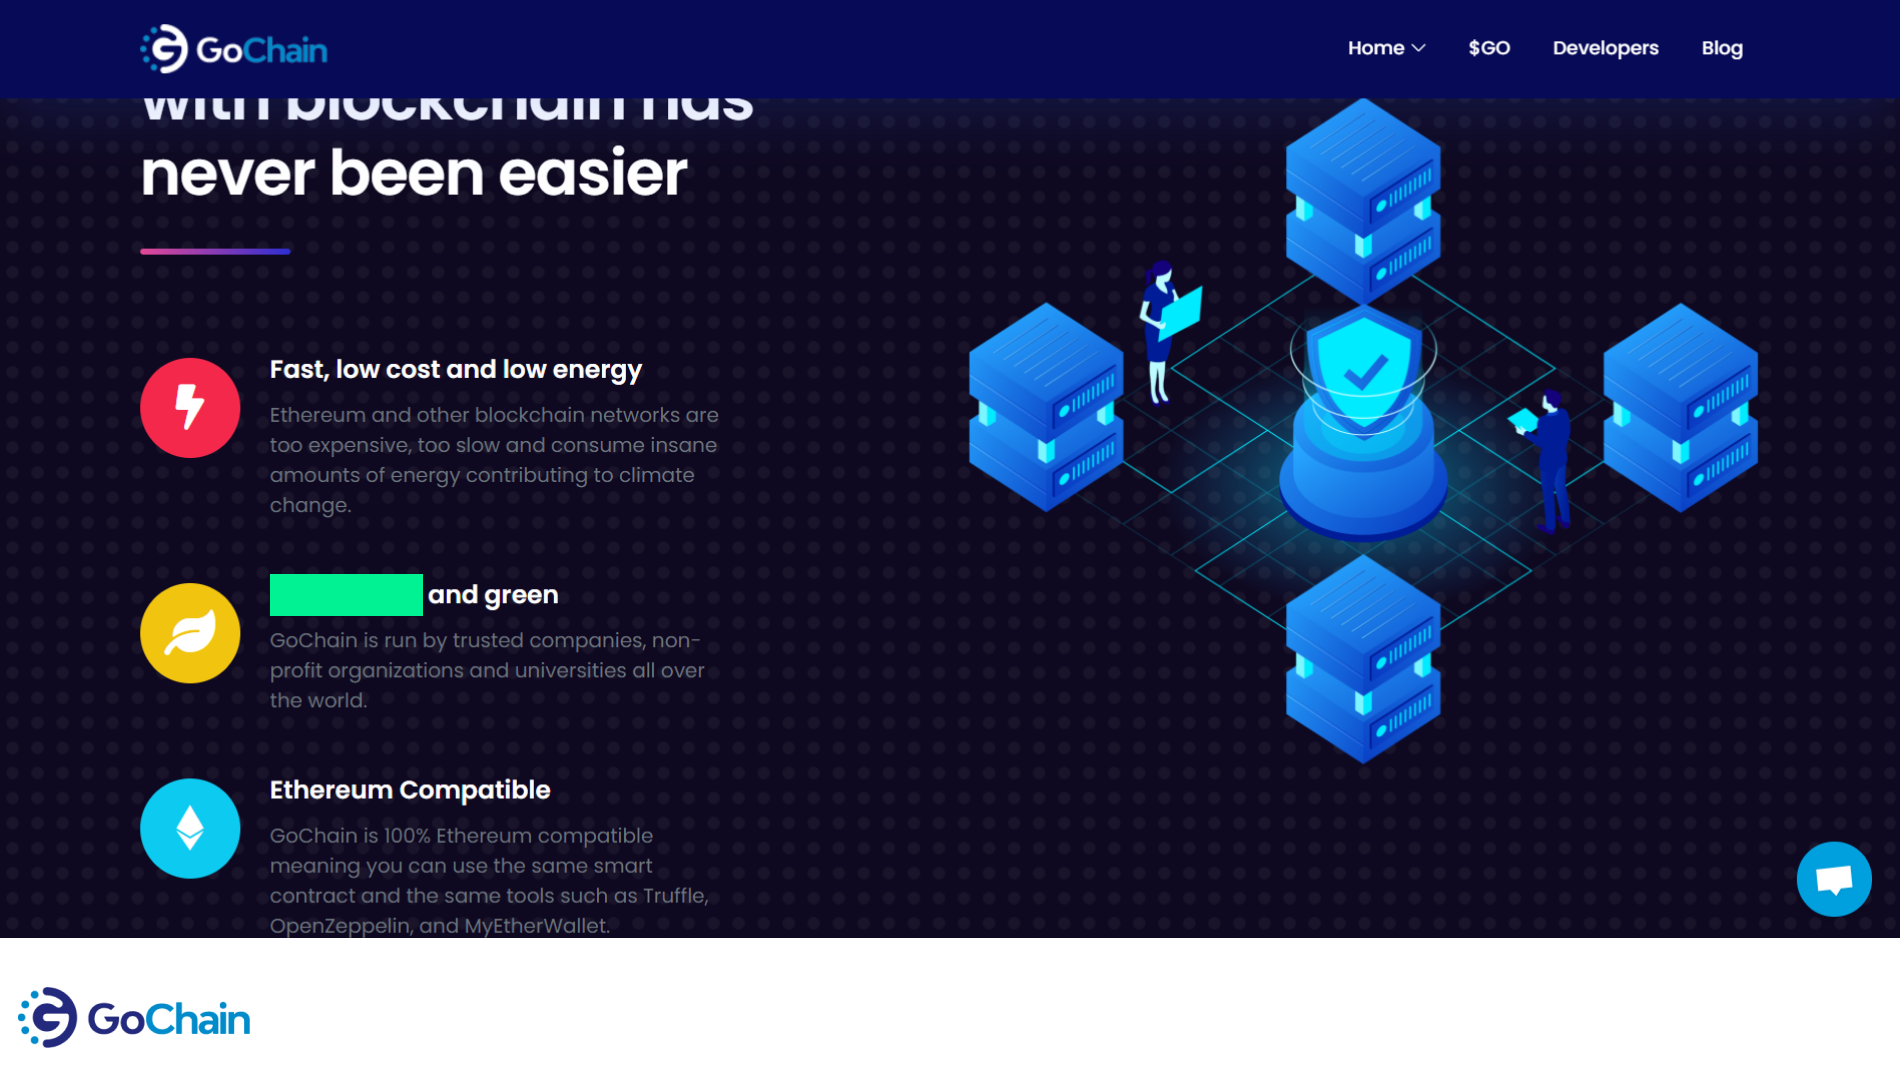 GoChain
Home
$GO
Developers
Blog
with blockchain has
never been easier
Fast, low cost and low energy
Ethereum and other blockchain networks are
too expensive, too slow and consume insane
amounts of energy contributing to climate
change.
and green
GoChain is run by trusted companies, non-
profit organizations and universities all over
the world.
Ethereum Compatible
GoChain is 100% Ethereum compatible
meaning you can use the same smart
contract and the same tools such as Truffle,
OpenZeppelin, and MyEtherWallet.
GoChain